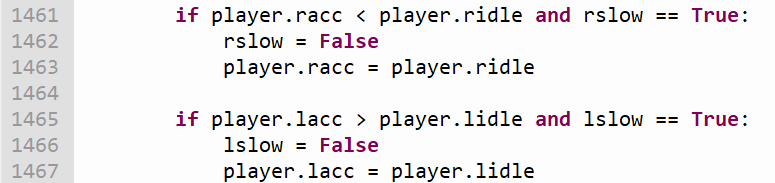 1461 if player.racc < player.ridle and rslow == True:
1462 rslow = False
1463 player.racc = player.ridle
1464
1465 if player.lacc > player.lidle and lslow == True:
1466 lslow = False
1467 player.lacc = player.lidle